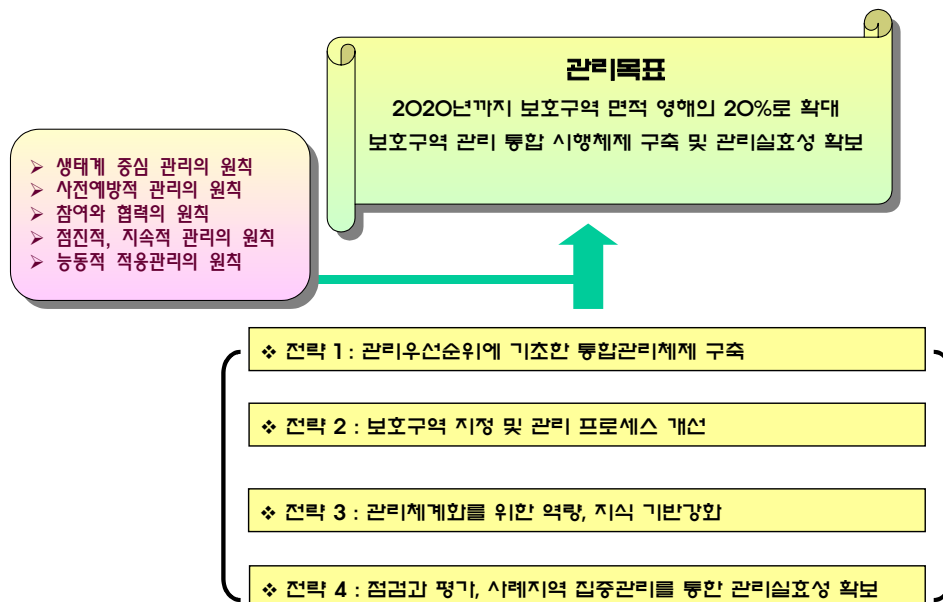 관리목표
2020년까지 보호구역 면적 영해의 20%로 확대
보호구역 관리 통합 시행체제 구축 및 관리실효성 확보
➢ 생태계 중심 관리의 원칙
➢ 사전예방적 관리의 원칙
➢ 참여와 협력의 원칙
➢ 점진적, 지속적 관리의 원칙
➢ 능동적 적응관리의 원칙
❖ 전략 1 : 관리우선순위에 기초한 통합관리체제 구축
❖ 전략 2 : 보호구역 지정 및 관리 프로세스 개선
❖ 전략 3 : 관리체계화를 위한 역량, 지식 기반강화
❖ 전략 4 : 점검과 평가, 사례지역 집중관리를 통한 관리실효성 확보